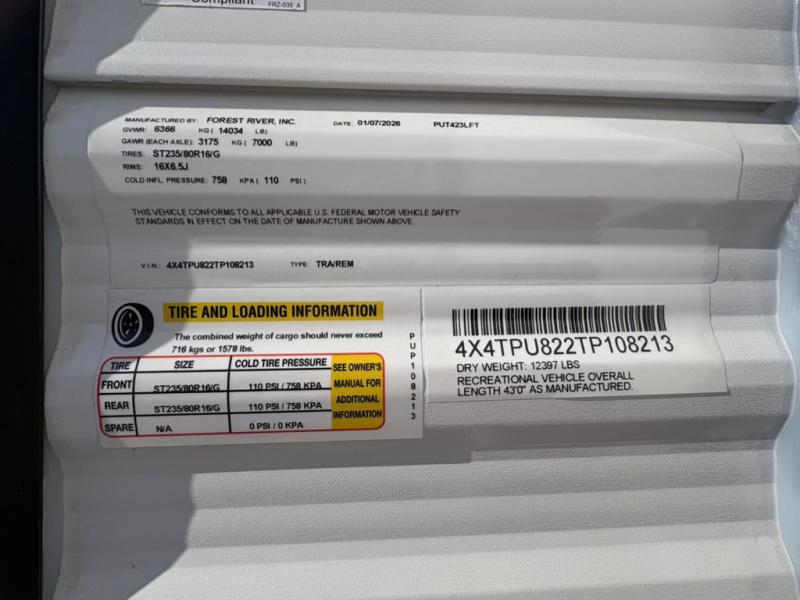 Compliant FRZ-035 A
MANUFACTURED BY: FOREST RIVER, INC. DATE: 01/07/2026 PUT423LFT
GVWR: 6366 KG ( 14034 LB)
GAWR (EACH AXLE): 3175 KG ( 7000 LB)
TIRES: ST235/80R16/G
RIMS: 16X6.5J
COLD INFL. PRESSURE: 758 KPA ( 110 PSI )
THIS VEHICLE CONFORMS TO ALL APPLICABLE U.S. FEDERAL MOTOR VEHICLE SAFETY
STANDARDS IN EFFECT ON THE DATE OF MANUFACTURE SHOWN ABOVE.
V.I.N.: 4X4TPU822TP108213 TYPE: TRA/REM
TIRE AND LOADING INFORMATION
The combined weight of cargo should never exceed
716 kgs or 1578 lbs.
TIRE SIZE COLD TIRE PRESSURE
FRONT ST235/80R16/G 110 PSI / 758 KPA
REAR ST235/80R16/G 110 PSI / 758 KPA
SPARE N/A 0 PSI / 0 KPA
SEE OWNER'S
MANUAL FOR
ADDITIONAL
INFORMATION
PUP108213
4X4TPU822TP108213
DRY WEIGHT: 12397 LBS
RECREATIONAL VEHICLE OVERALL
LENGTH 43'0" AS MANUFACTURED.